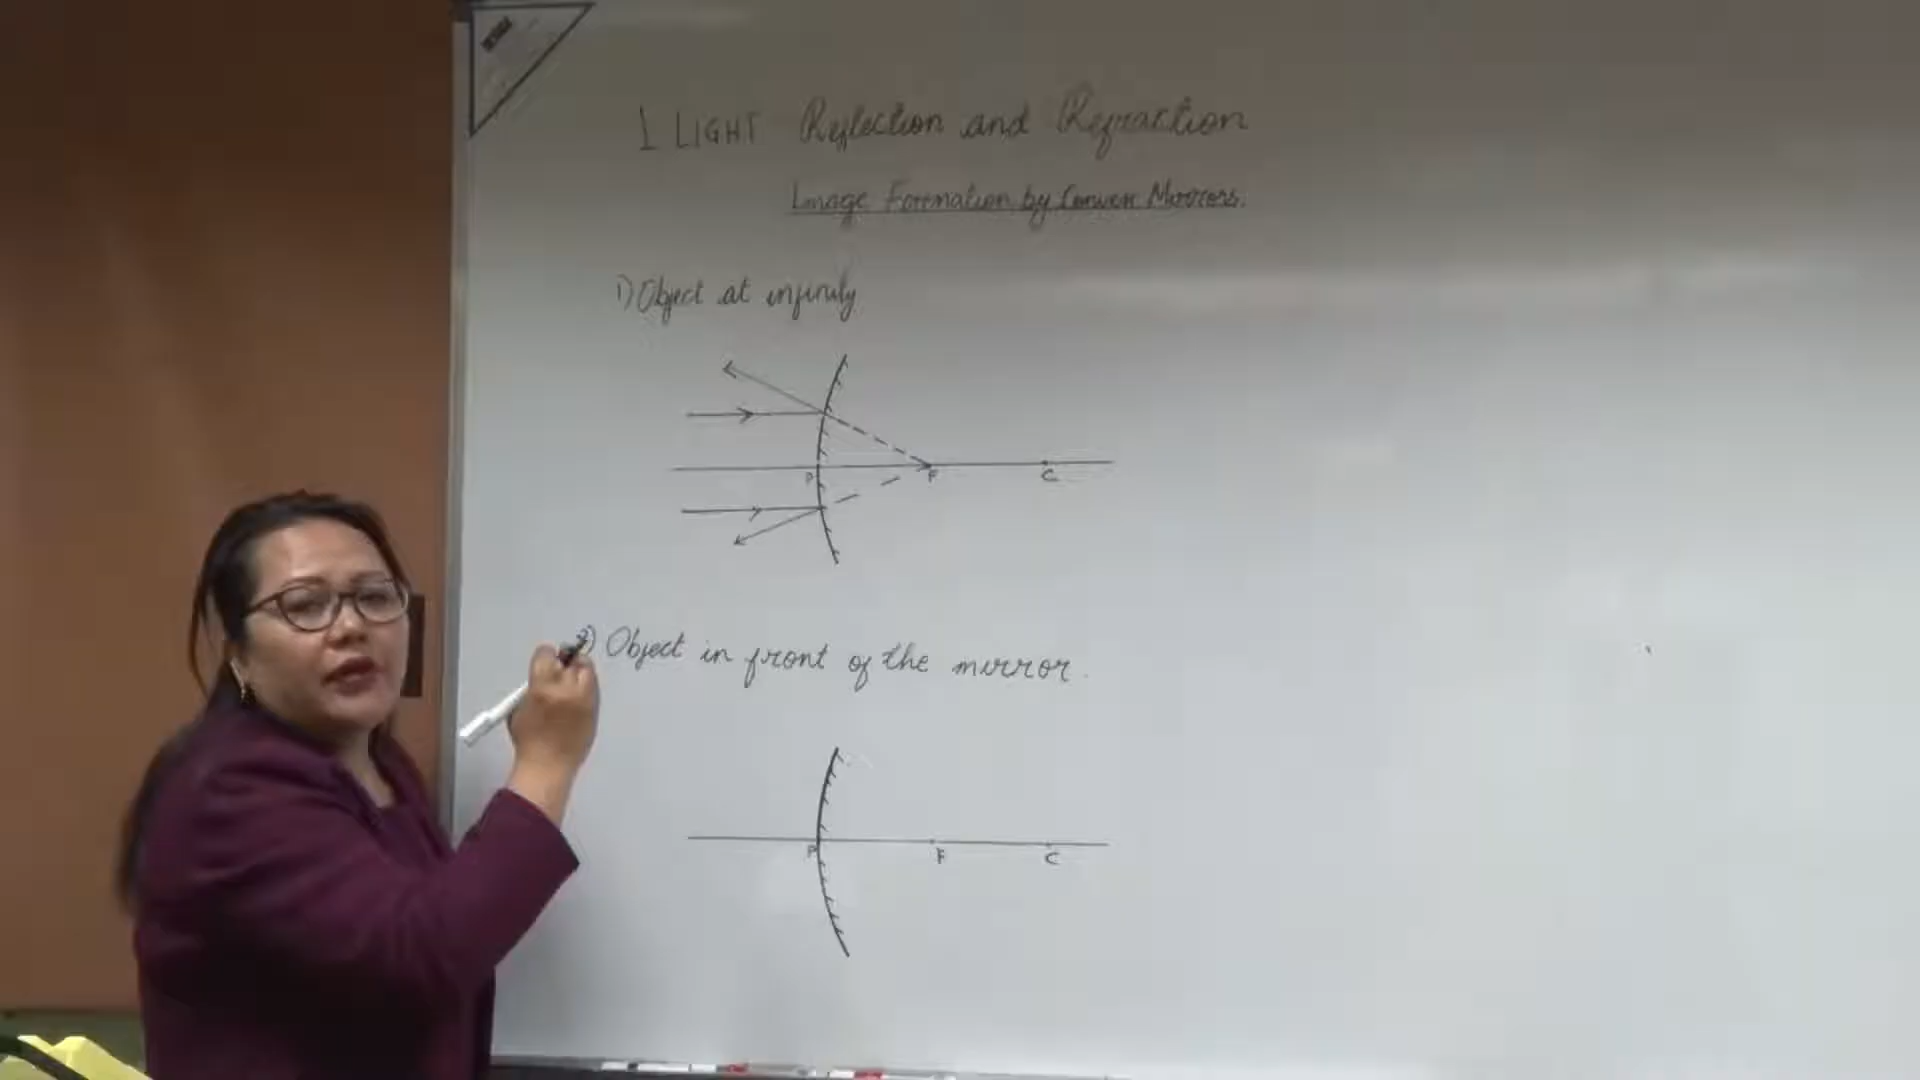 1 LIGHT Reflection and Refraction
Image Formation by Convex Mirrors.
1) Object at infinity
P F C
2) Object in front of the mirror.
P F C